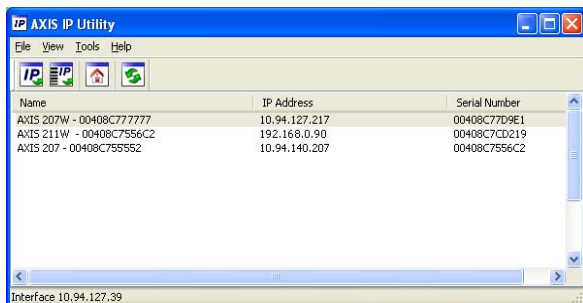 AXIS IP Utility
File View Tools Help
IP IP
Name IP Address Serial Number
AXIS 207W - 00408C777777 10.94.127.217 00408C77D9E1
AXIS 211W - 00408C7556C2 192.168.0.90 00408C7CD219
AXIS 207 - 00408C755552 10.94.140.207 00408C7556C2
Interface 10.94.127.39